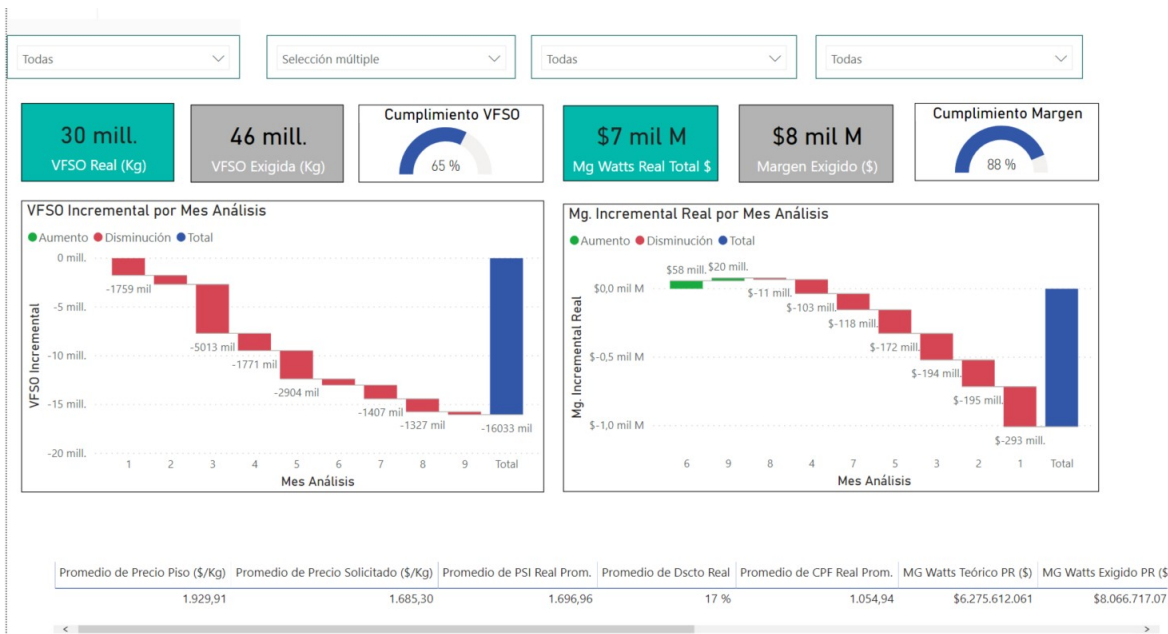 Todas
Selección múltiple
Todas
Todas
30 mill.
VFSO Real (Kg)
46 mill.
VFSO Exigida (Kg)
Cumplimiento VFSO
65 %
$7 mil M
Mg Watts Real Total $
$8 mil M
Margen Exigido ($)
Cumplimiento Margen
88 %
VFSO Incremental por Mes Análisis
Aumento Disminución Total
0 mill.
-5 mill.
-10 mill.
-15 mill.
-20 mill.
VFSO Incremental
-1759 mil
-5013 mil
-1771 mil
-2904 mil
-1407 mil
-1327 mil
-16033 mil
1 2 3 4 5 6 7 8 9 Total
Mes Análisis
Mg. Incremental Real por Mes Análisis
Aumento Disminución Total
$0,0 mil M
$-0,5 mil M
$-1,0 mil M
Mg. Incremental Real
$58 mill.
$20 mill.
$-11 mill.
$-103 mill.
$-118 mill.
$-172 mill.
$-194 mill.
$-195 mill.
$-293 mill.
6 9 8 4 7 5 3 2 1 Total
Mes Análisis
Promedio de Precio Piso ($/Kg) Promedio de Precio Solicitado ($/Kg) Promedio de PSI Real Prom. Promedio de Dscto Real Promedio de CPF Real Prom. MG Watts Teórico PR ($) MG Watts Exigido PR ($
1.929,91 1.685,30 1.696,96 17 % 1.054,94 $6.275.612.061 $8.066.717.07